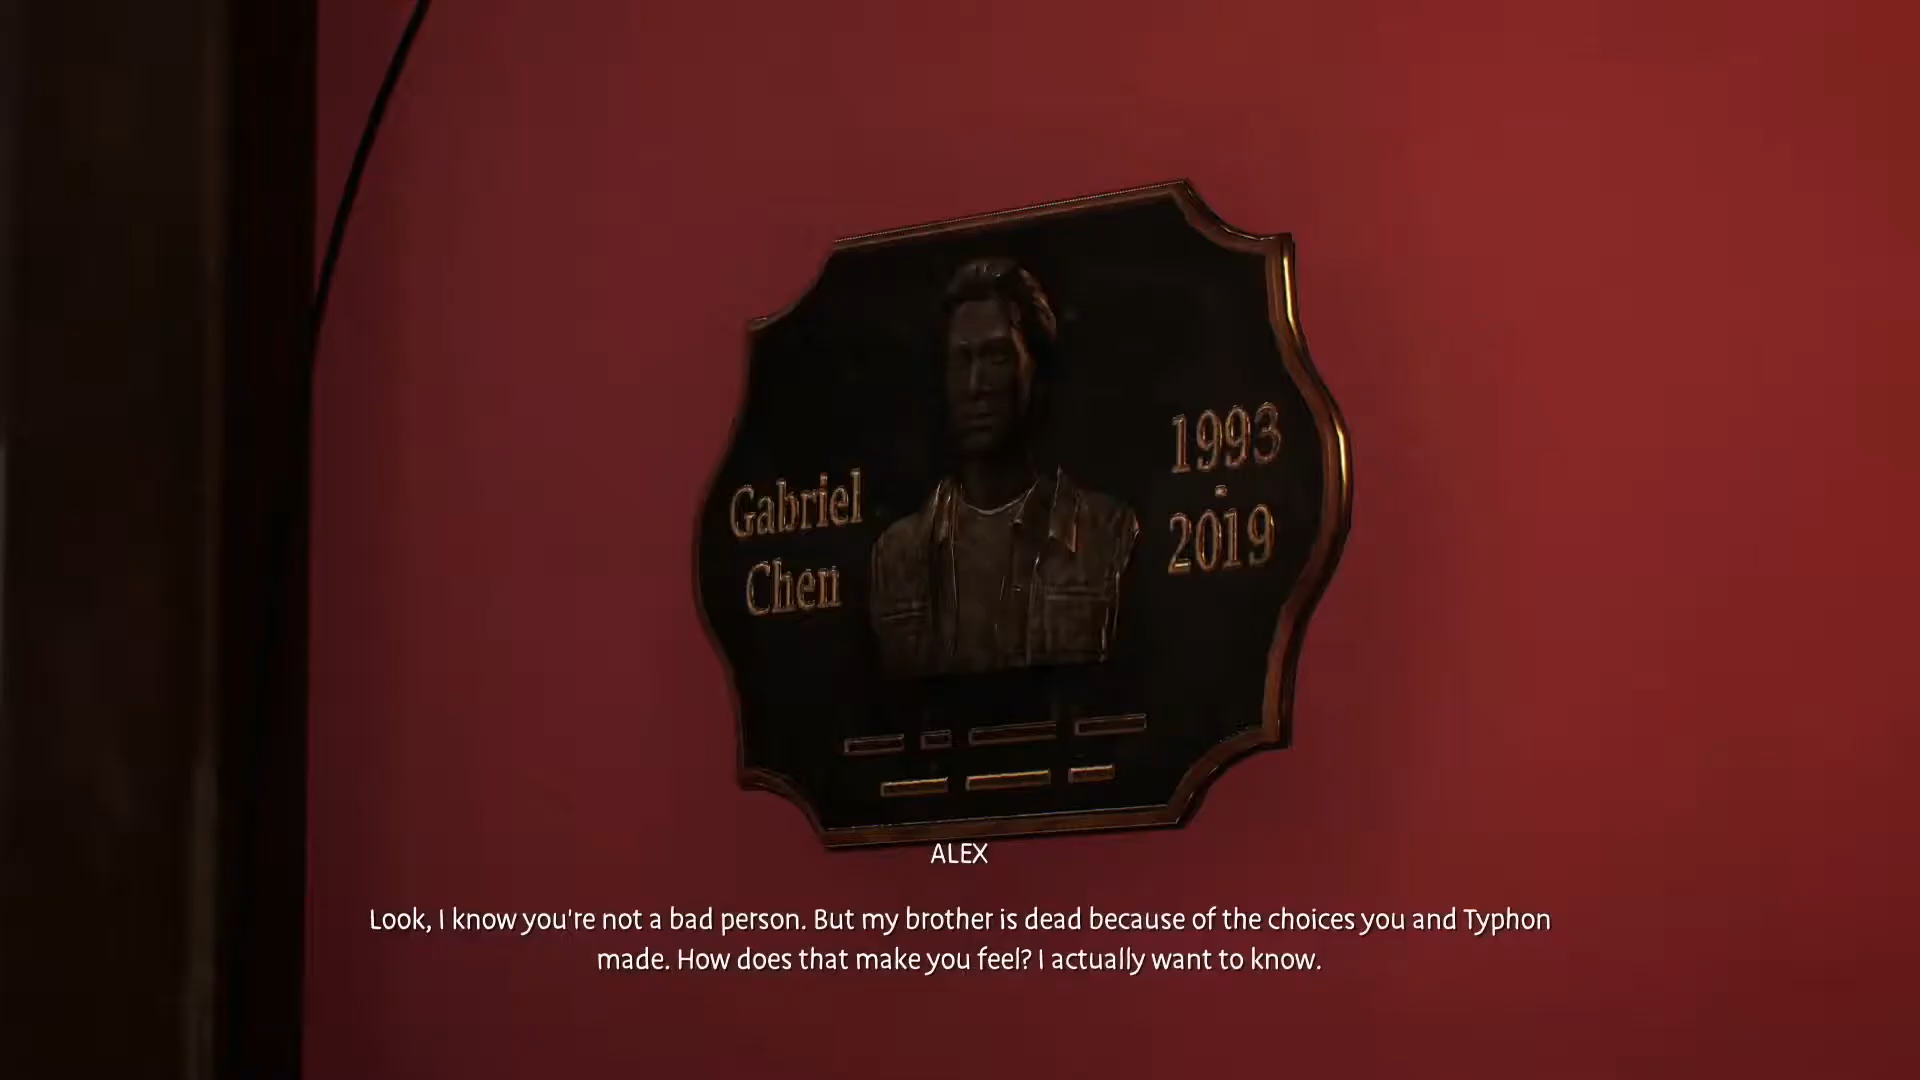 Gabriel
Chen
1993
-
2019
ALEX
Look, I know you're not a bad person. But my brother is dead because of the choices you and Typhon
made. How does that make you feel? I actually want to know.